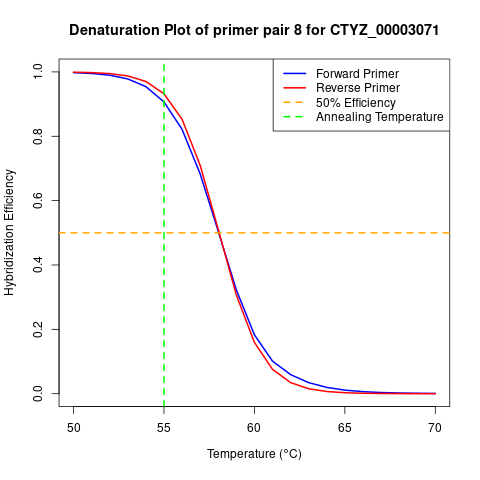 Denaturation Plot of primer pair 8 for CTYZ_00003071
Forward Primer
Reverse Primer
50% Efficiency
Annealing Temperature
Hybridization Efficiency
1.0
0.8
0.6
0.4
0.2
0.0
50 55 60 65 70
Temperature (°C)